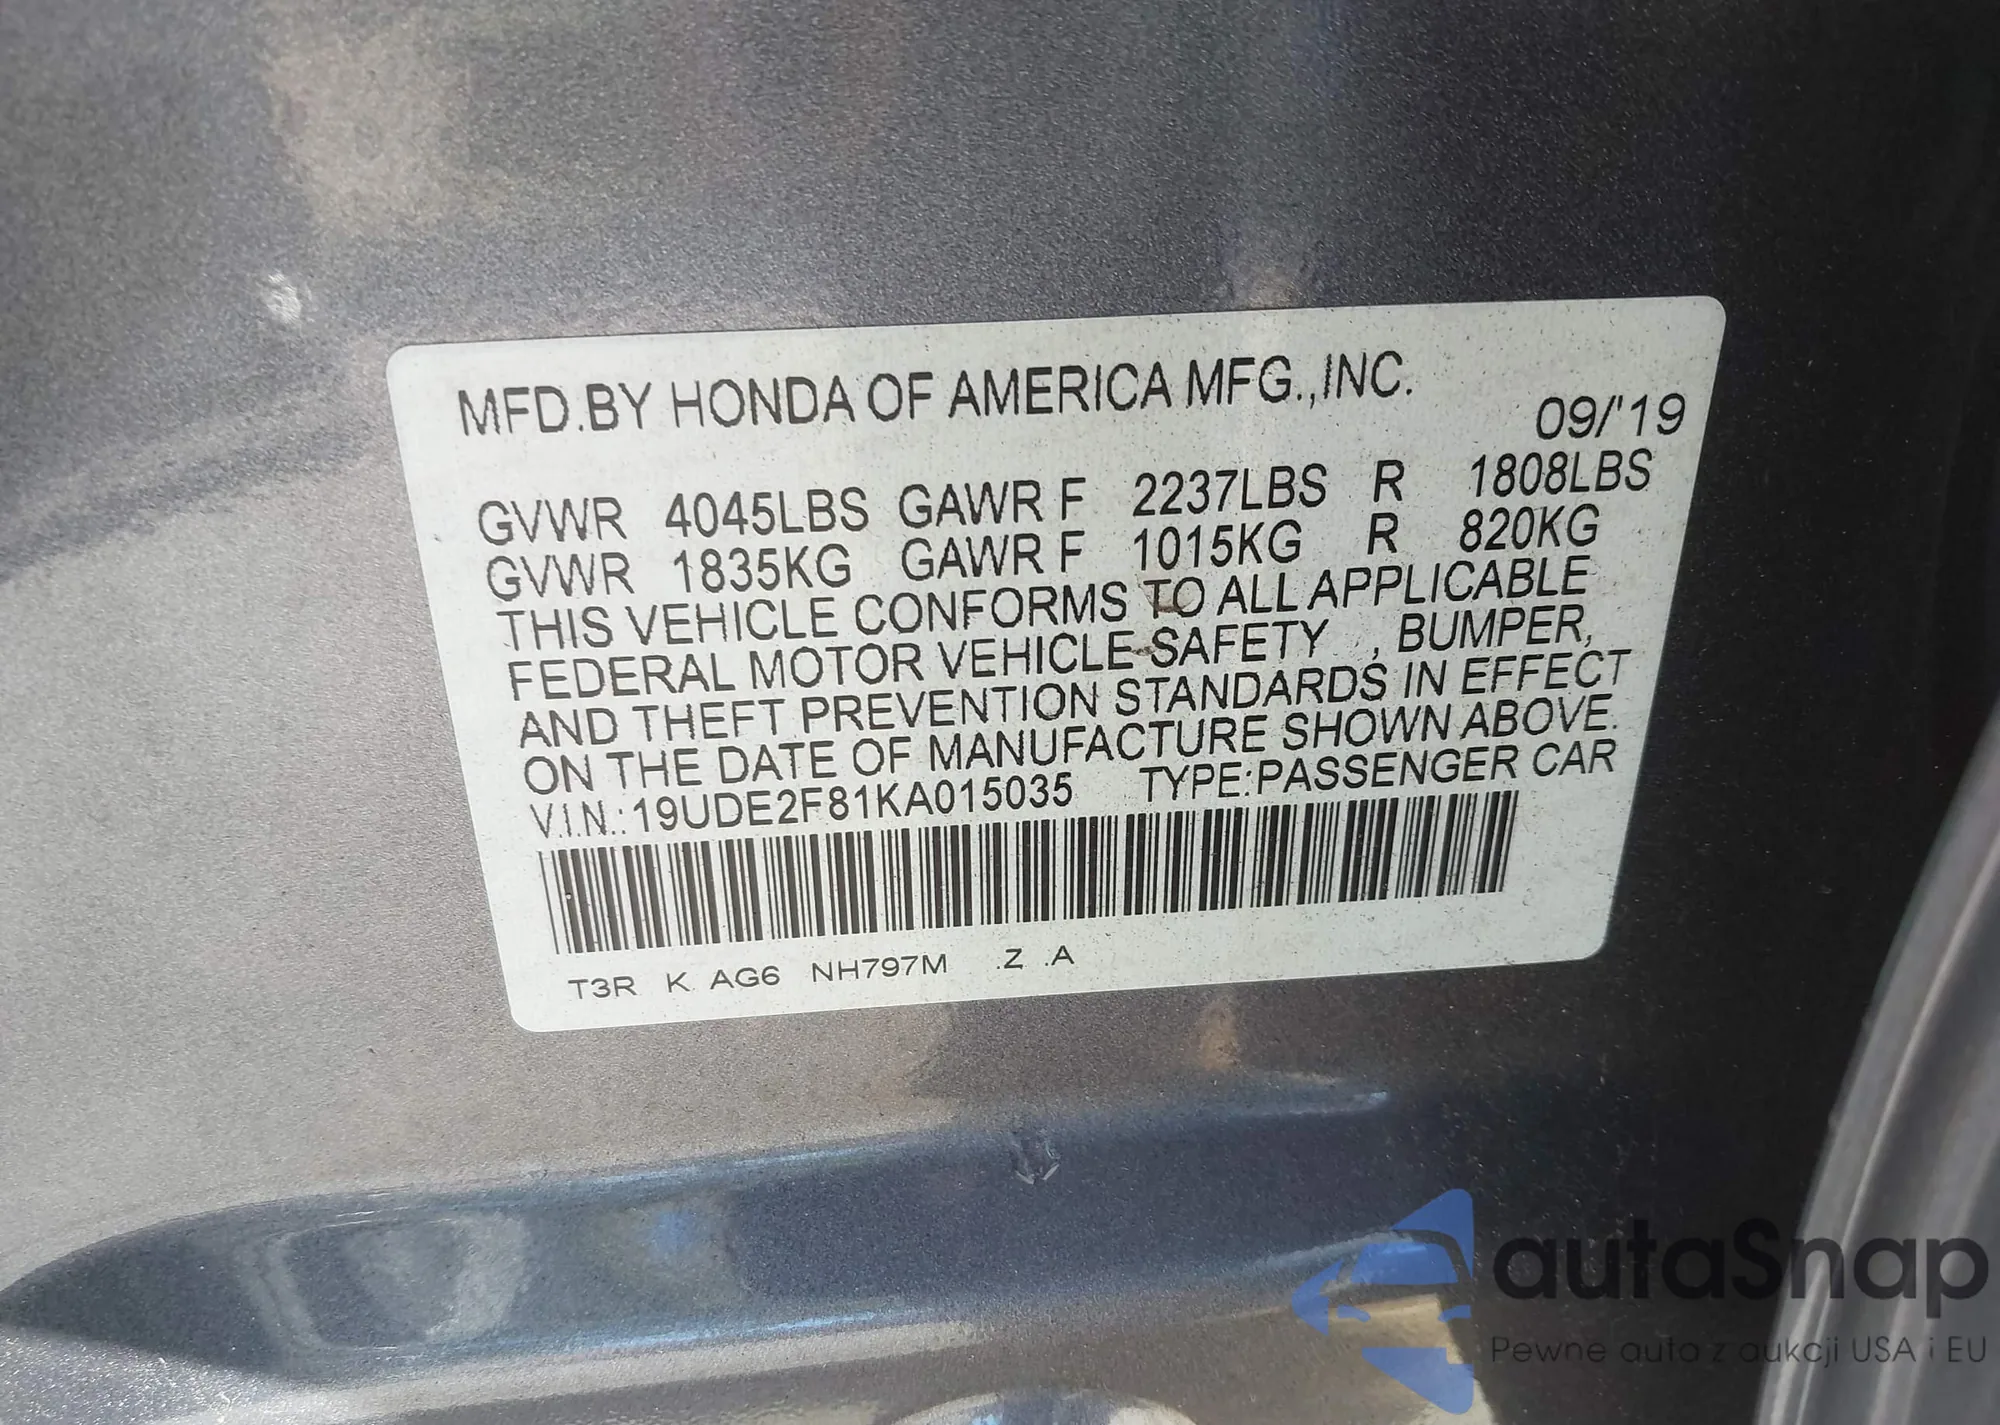 MFD.BY HONDA OF AMERICA MFG.,INC.
09/'19
GVWR 4045LBS GAWR F 2237LBS R 1808LBS
GVWR 1835KG GAWR F 1015KG R 820KG
THIS VEHICLE CONFORMS TO ALL APPLICABLE
FEDERAL MOTOR VEHICLE SAFETY , BUMPER,
AND THEFT PREVENTION STANDARDS IN EFFECT
ON THE DATE OF MANUFACTURE SHOWN ABOVE.
V.I.N.:19UDE2F81KA015035 TYPE:PASSENGER CAR
T3R K AG6 NH797M .Z .A
autaSnap
Pewne auta z aukcji USA i EU